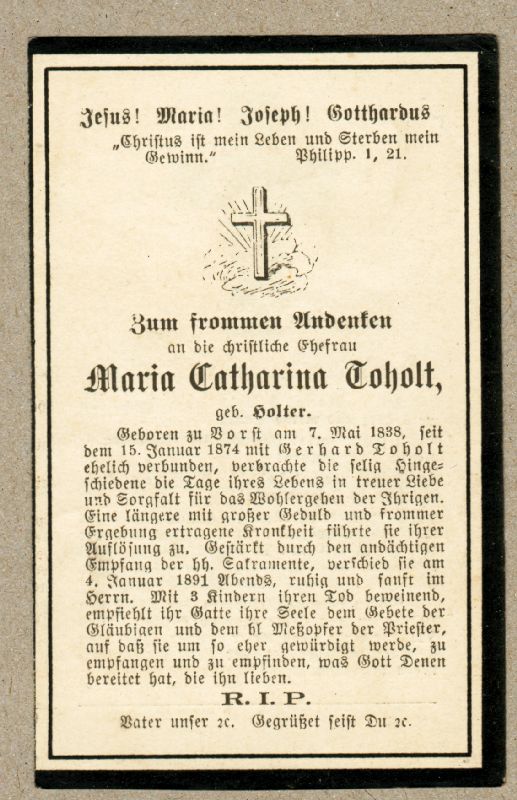 Jesus! Maria! Joseph! Gotthardus
„Christus ist mein Leben und Sterben mein
Gewinn.“ Philipp. 1, 21.
Zum frommen Andenken
an die christliche Ehefrau
Maria Catharina Toholt,
geb. Holter.
Geboren zu Vorst am 7. Mai 1838, seit
dem 15. Januar 1874 mit Gerhard Toholt
ehelich verbunden, verbrachte die selig Hinge-
schiedene die Tage ihres Lebens in treuer Liebe
und Sorgfalt für das Wohlergehen der Ihrigen.
Eine längere mit großer Geduld und frommer
Ergebung ertragene Krankheit führte sie ihrer
Auflösung zu. Gestärkt durch den andächtigen
Empfang der hh. Sakramente, verschied sie am
4. Januar 1891 Abends, ruhig und sanft im
Herrn. Mit 3 Kindern ihren Tod beweinend,
empfiehlt ihr Gatte ihre Seele dem Gebete der
Gläubigen und dem hl Meßopfer der Priester,
auf daß sie um so eher gewürdigt werde, zu
empfangen und zu empfinden, was Gott Denen
bereitet hat, die ihn lieben.
R. I. P.
Vater unser ꝛc. Gegrüßet seist Du ꝛc.